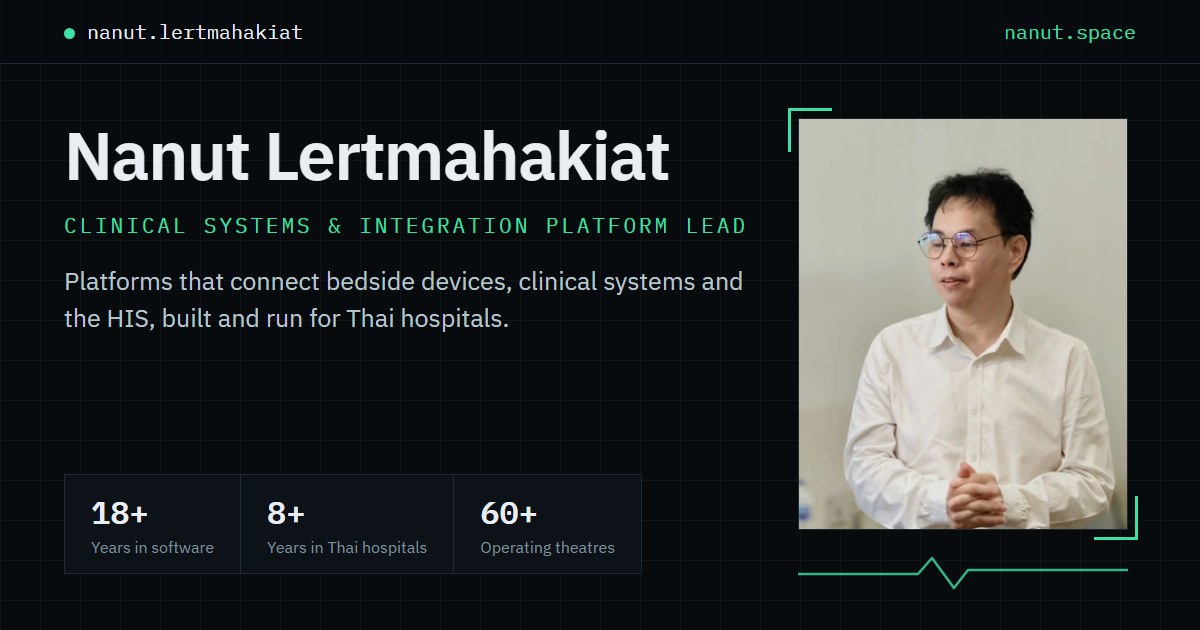 nanut.lertmahakiat
nanut.space
Nanut Lertmahakiat
CLINICAL SYSTEMS & INTEGRATION PLATFORM LEAD
Platforms that connect bedside devices, clinical systems and
the HIS, built and run for Thai hospitals.
18+
Years in software
8+
Years in Thai hospitals
60+
Operating theatres